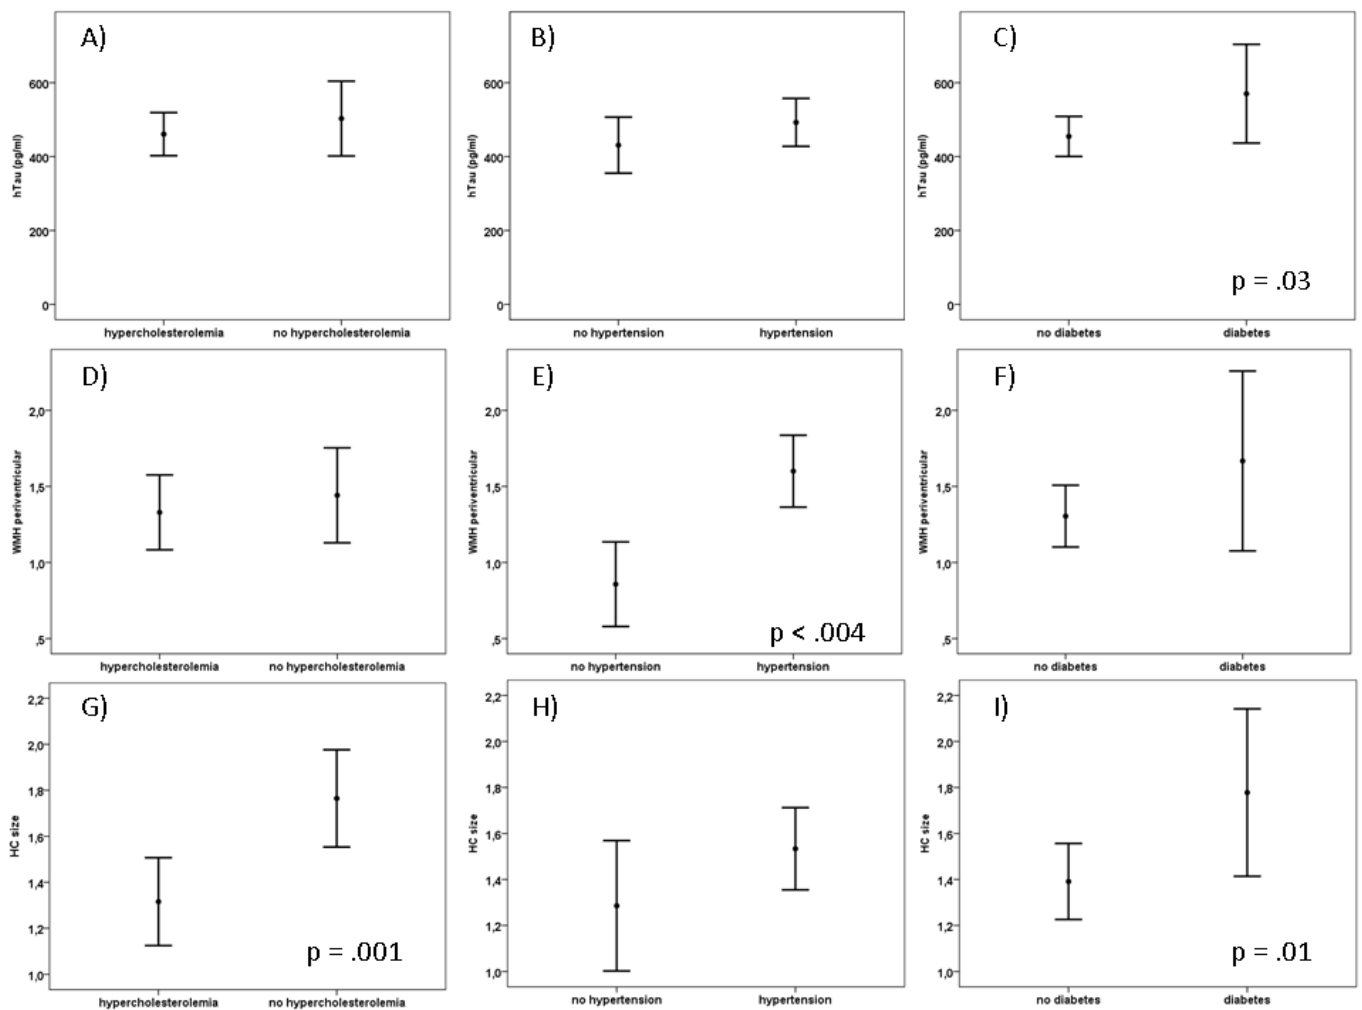 A)
hTau (pg/ml)
600
400
200
0
hypercholesterolemia
no hypercholesterolemia
B)
hTau (pg/ml)
600
400
200
0
no hypertension
hypertension
C)
hTau (pg/ml)
600
400
200
0
p = .03
no diabetes
diabetes
D)
WMH periventricular
2,0
1,5
1,0
,5
hypercholesterolemia
no hypercholesterolemia
E)
WMH periventricular
2,0
1,5
1,0
,5
p < .004
no hypertension
hypertension
F)
WMH periventricular
2,0
1,5
1,0
,5
no diabetes
diabetes
G)
HC size
2,2
2,0
1,8
1,6
1,4
1,2
1,0
p = .001
hypercholesterolemia
no hypercholesterolemia
H)
HC size
2,2
2,0
1,8
1,6
1,4
1,2
1,0
no hypertension
hypertension
I)
HC size
2,2
2,0
1,8
1,6
1,4
1,2
1,0
p = .01
no diabetes
diabetes